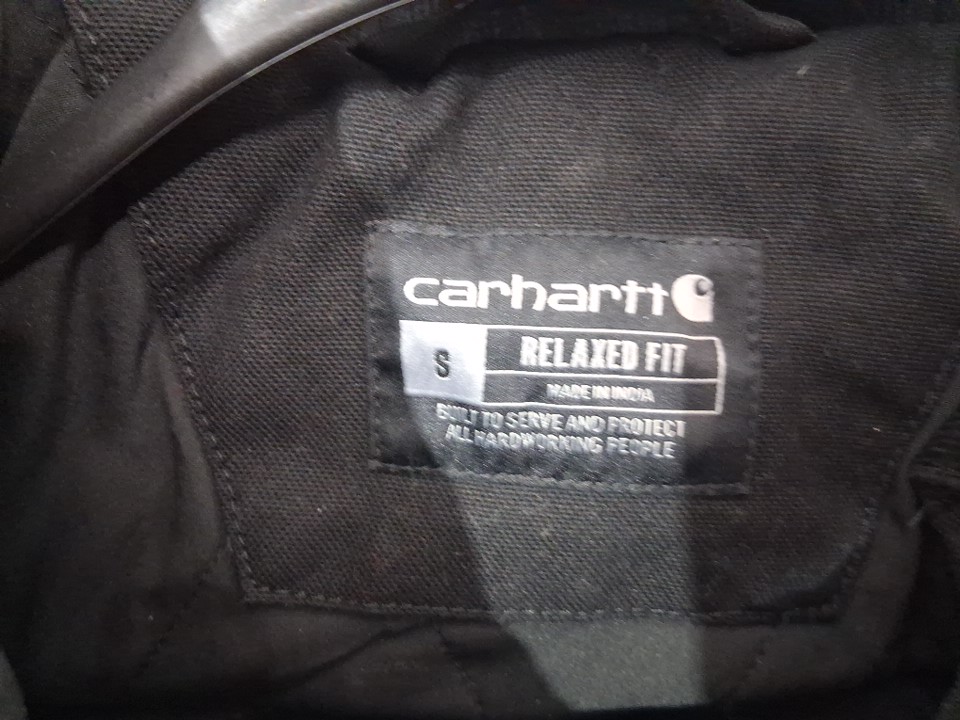 carhartt
S
RELAXED FIT
MADE IN INDIA
BUILT TO SERVE AND PROTECT
ALL HARDWORKING PEOPLE